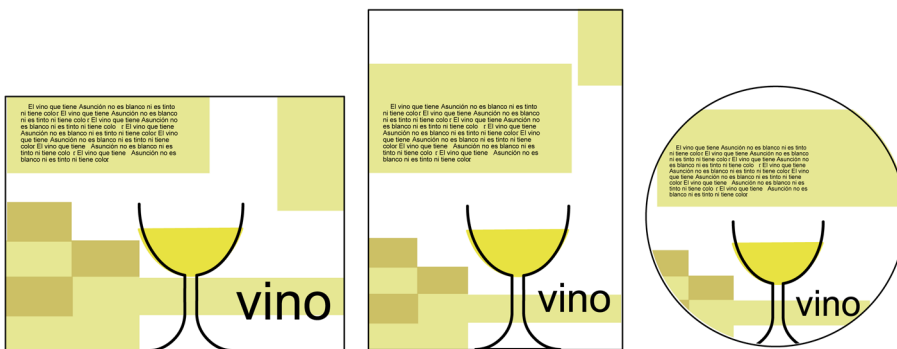 El vino que tiene Asunción no es blanco ni es tinto
ni tiene color. El vino que tiene Asunción no es blanco
ni es tinto ni tiene colo r El vino que tiene Asunción no
es blanco ni es tinto ni tiene colo r El vino que tiene
Asunción no es blanco ni es tinto ni tiene color. El vino
que tiene Asunción no es blanco ni es tinto ni tiene
color. El vino que tiene Asunción no es blanco ni es
tinto ni tiene colo r El vino que tiene Asunción no es
blanco ni es tinto ni tiene color.
vino
El vino que tiene Asunción no es blanco ni es tinto
ni tiene color. El vino que tiene Asunción no es blanco
ni es tinto ni tiene colo r El vino que tiene Asunción no
es blanco ni es tinto ni tiene colo r El vino que tiene
Asunción no es blanco ni es tinto ni tiene color. El vino
que tiene Asunción no es blanco ni es tinto ni tiene
color. El vino que tiene Asunción no es blanco ni es
tinto ni tiene colo r El vino que tiene Asunción no es
blanco ni es tinto ni tiene color.
vino
El vino que tiene Asunción no es blanco ni es tinto
ni tiene color. El vino que tiene Asunción no es blanco
ni es tinto ni tiene colo r El vino que tiene Asunción no
es blanco ni es tinto ni tiene colo r El vino que tiene
Asunción no es blanco ni es tinto ni tiene color. El vino
que tiene Asunción no es blanco ni es tinto ni tiene
color. El vino que tiene Asunción no es blanco ni es
tinto ni tiene colo r El vino que tiene Asunción no es
blanco ni es tinto ni tiene color.
vino